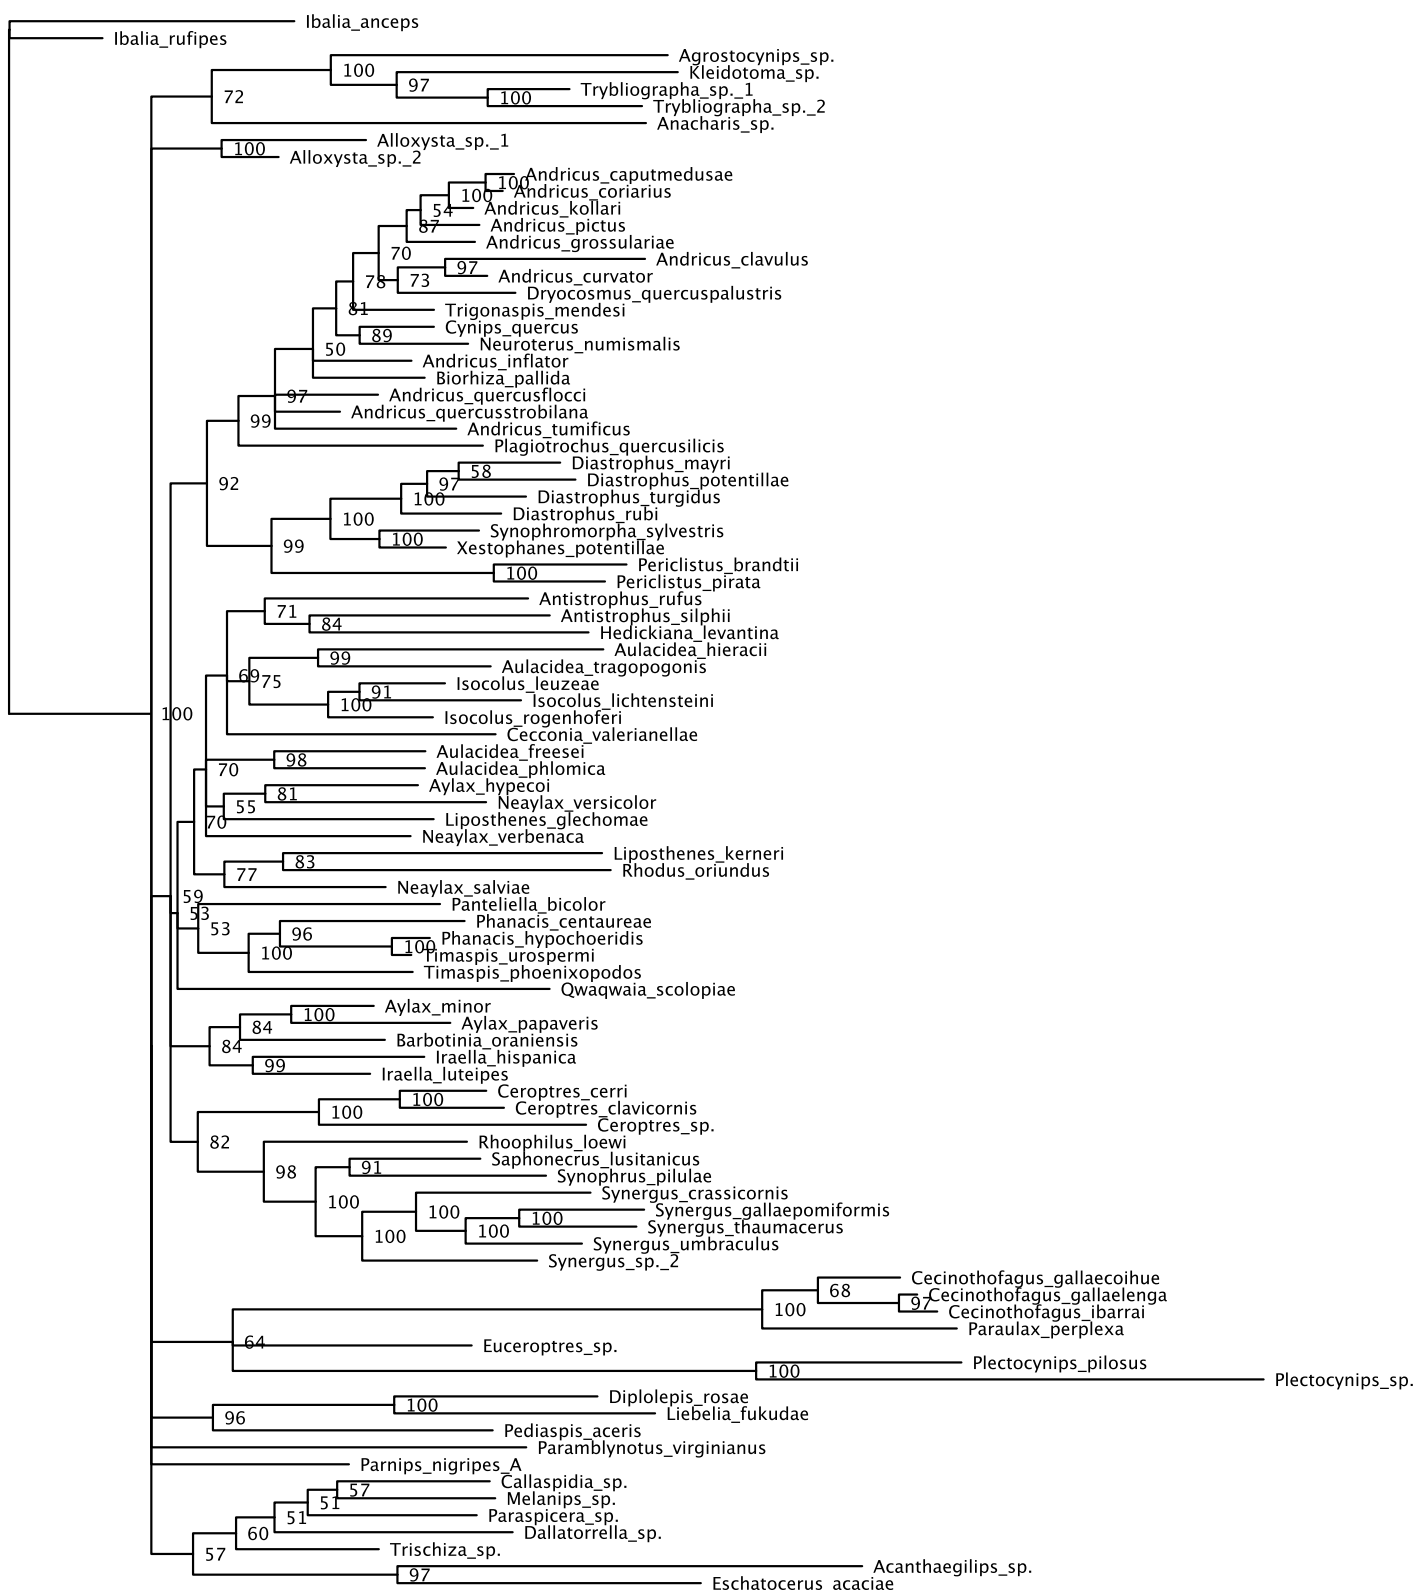 Ibalia_anceps
Ibalia_rufipes
Agrostocynips_sp.
100
Kleidotoma_sp.
97
Trybliographa_sp._1
72
100
Trybliographa_sp._2
Anacharis_sp.
Alloxysta_sp._1
100
Alloxysta_sp._2
Andricus_caputmedusae
100
Andricus_coriarius
100
Andricus_kollari
54
Andricus_pictus
87
Andricus_grossulariae
70
Andricus_clavulus
97
Andricus_curvator
78
73
Dryocosmus_quercuspalustris
81
Trigonaspis_mendesi
Cynips_quercus
89
Neuroterus_numismalis
50
Andricus_inflator
Biorhiza_pallida
97
Andricus_quercusflocci
Andricus_quercusstrobilana
99
Andricus_tumificus
Plagiotrochus_quercusilicis
Diastrophus_mayri
58
Diastrophus_potentillae
92
97
Diastrophus_turgidus
100
Diastrophus_rubi
100
Synophromorpha_sylvestris
100
Xestophanes_potentillae
99
Periclistus_brandtii
100
Periclistus_pirata
Antistrophus_rufus
71
Antistrophus_silphii
84
Hedickiana_levantina
Aulacidea_hieracii
99
Aulacidea_tragopogonis
69
75
Isocolus_leuzeae
91
Isocolus_lichtensteini
100
Isocolus_rogenhoferi
100
Cecconia_valerianellae
Aulacidea_freesei
98
Aulacidea_phlomica
70
Aylax_hypecoi
81
Neaylax_versicolor
55
Liposthenes_glechomae
70
Neaylax_verbenaca
Liposthenes_kerneri
83
Rhodus_oriundus
77
Neaylax_salviae
59
Panteliella_bicolor
53
Phanacis_centaureae
53
96
Phanacis_hypochoeridis
100
Timaspis_urospermi
100
Timaspis_phoenixopodos
Qwaqwaia_scolopiae
Aylax_minor
100
Aylax_papaveris
84
Barbotinia_oraniensis
84
Iraella_hispanica
99
Iraella_luteipes
Ceroptres_cerri
100
Ceroptres_clavicornis
100
Ceroptres_sp.
82
Rhoophilus_loewi
Saphonecrus_lusitanicus
91
Synophrus_pilulae
98
Synergus_crassicornis
100
Synergus_gallaepomiformis
100
100
Synergus_thaumacerus
100
Synergus_umbraculus
100
Synergus_sp._2
Cecinothofagus_gallaecoihue
68
Cecinothofagus_gallaelenga
97
Cecinothofagus_ibarrai
100
Paraulax_perplexa
64
Euceroptres_sp.
Plectocynips_pilosus
100
Plectocynips_sp.
Diplolepis_rosae
100
Liebelia_fukudae
96
Pediaspis_aceris
Paramblynotus_virginianus
Parnips_nigripes_A
Callaspidia_sp.
57
Melanips_sp.
51
Paraspicera_sp.
51
Dallatorrella_sp.
60
Trischiza_sp.
57
Acanthaegilips_sp.
97
Eschatocerus_acaciae